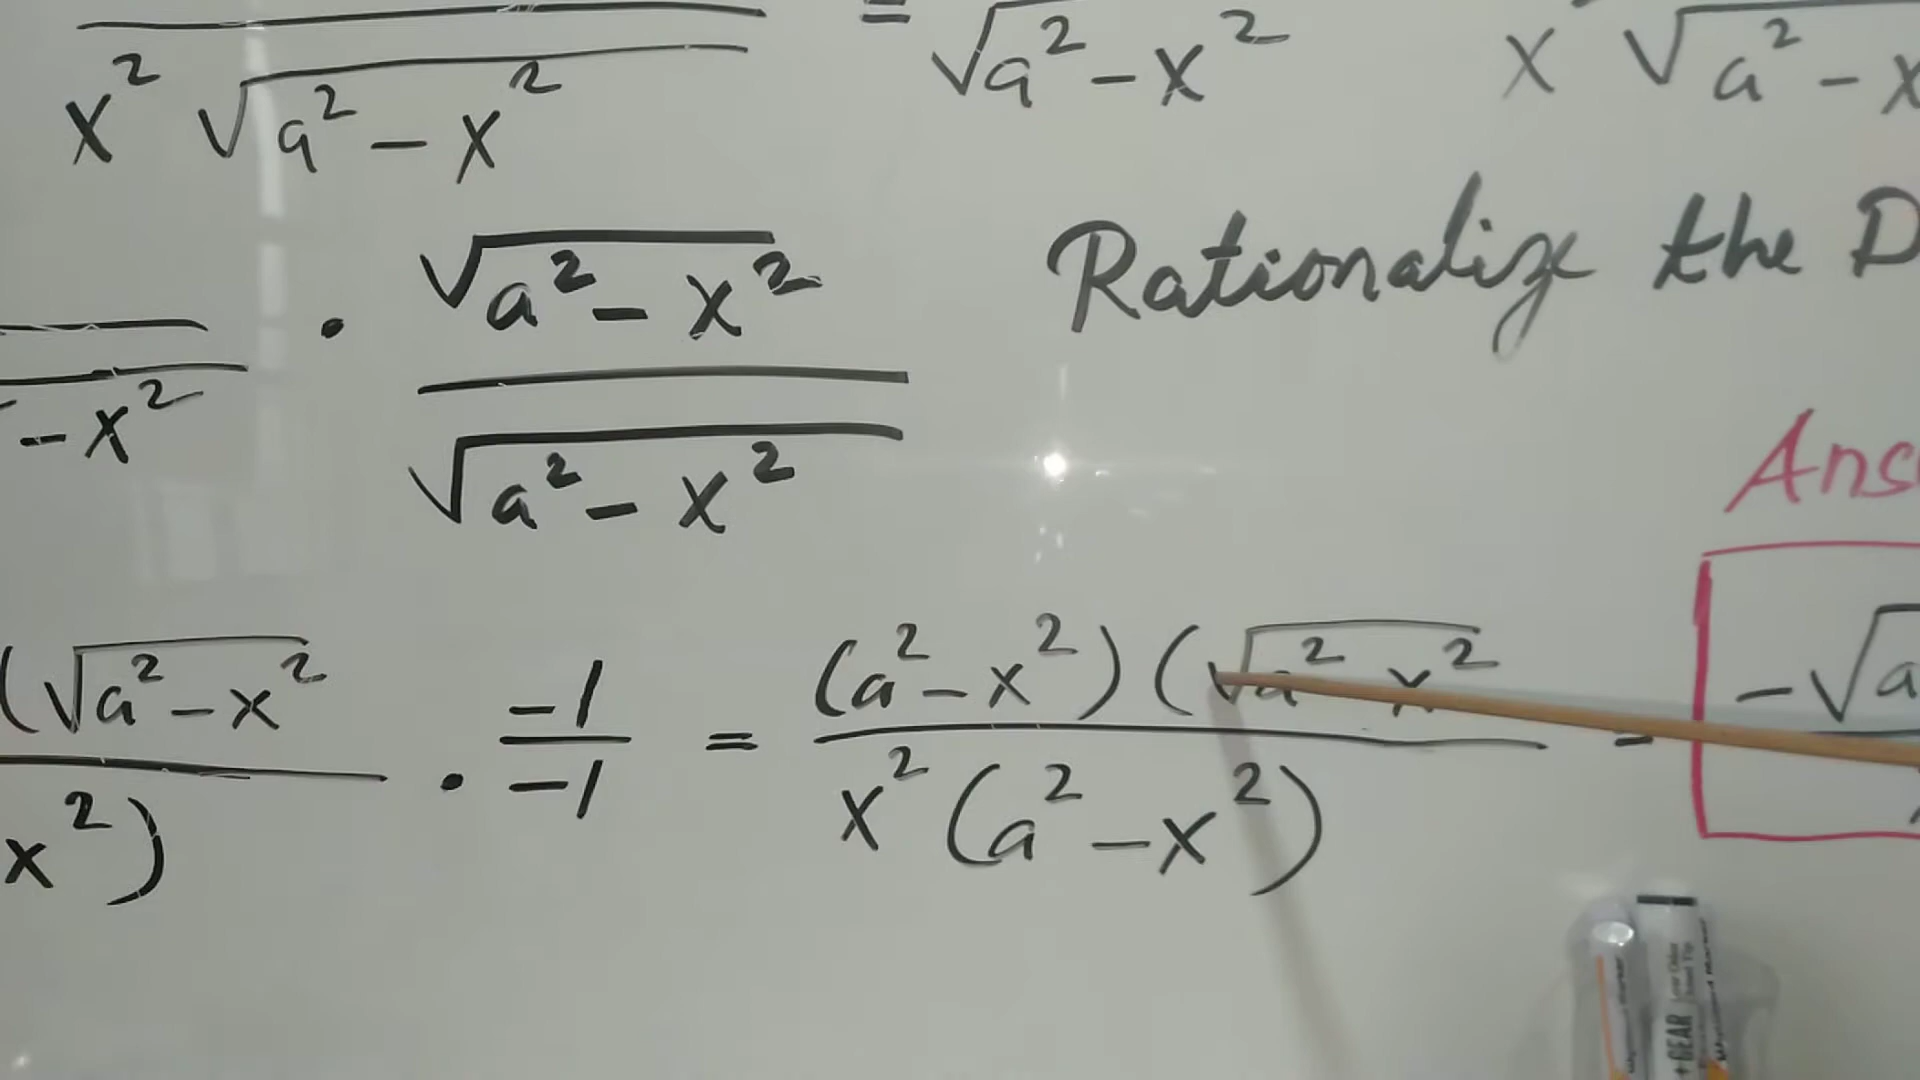 =
x² √a² - x²
√a² - x²
x √a² - x
- x² · √a² - x² / √a² - x²
Rationalize the D
Ans
(√a² - x² / x²) · -1 / -1 = (a² - x²) (√a² x² / x² (a² - x²) - -√a
+GEAR